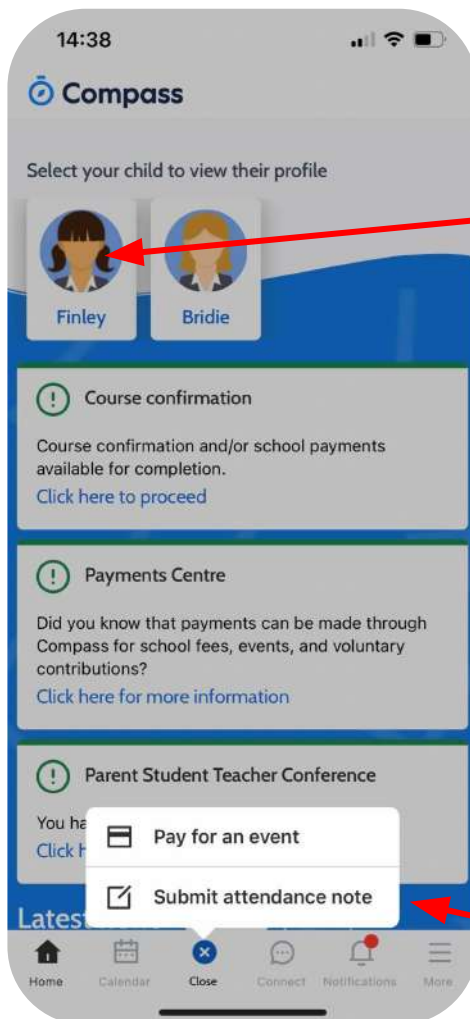 14:38
Compass
Select your child to view their profile
Finley
Bridie
Course confirmation
Course confirmation and/or school payments
available for completion.
Click here to proceed
Payments Centre
Did you know that payments can be made through
Compass for school fees, events, and voluntary
contributions?
Click here for more information
Parent Student Teacher Conference
You ha
Click h
Pay for an event
Submit attendance note
Lates
Home
Calendar
Close
Connect
Notifications
More